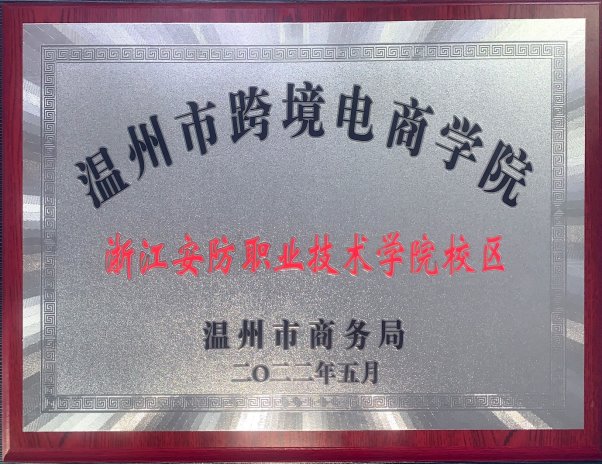 温州市跨境电商学院
浙江安防职业技术学院校区
温州市商务局
二〇二二年五月